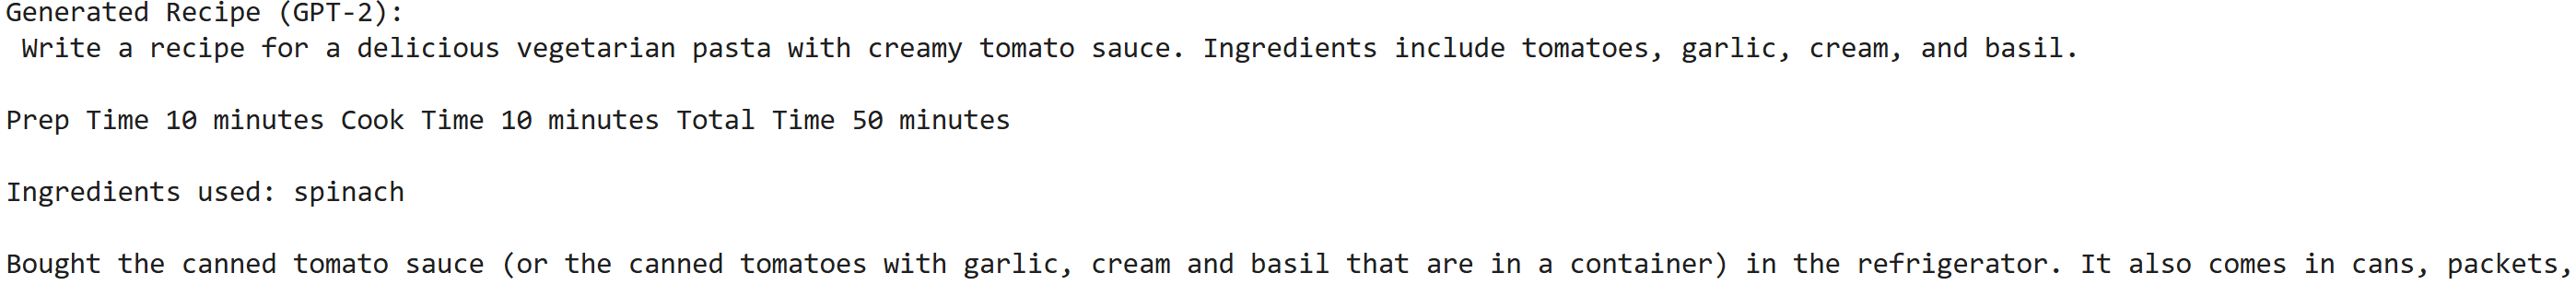 Generated Recipe (GPT-2):
Write a recipe for a delicious vegetarian pasta with creamy tomato sauce. Ingredients include tomatoes, garlic, cream, and basil.
Prep Time 10 minutes Cook Time 10 minutes Total Time 50 minutes
Ingredients used: spinach
Bought the canned tomato sauce (or the canned tomatoes with garlic, cream and basil that are in a container) in the refrigerator. It also comes in cans, packets,